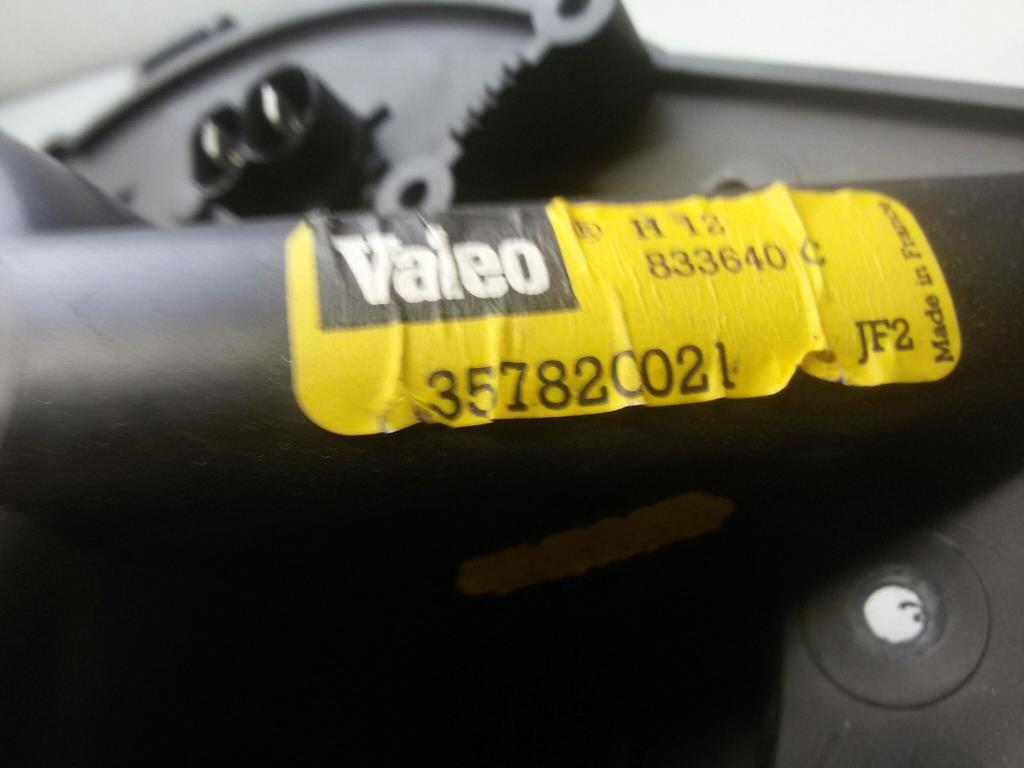 Valeo ® H 12
833640 C
357820021
JF2
Made in France